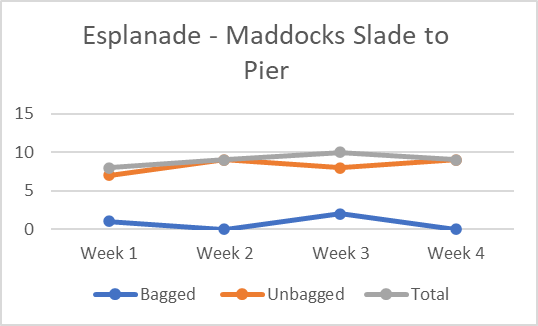 Esplanade - Maddocks Slade to
Pier
15
10
5
0
Week 1 Week 2 Week 3 Week 4
Bagged Unbagged Total